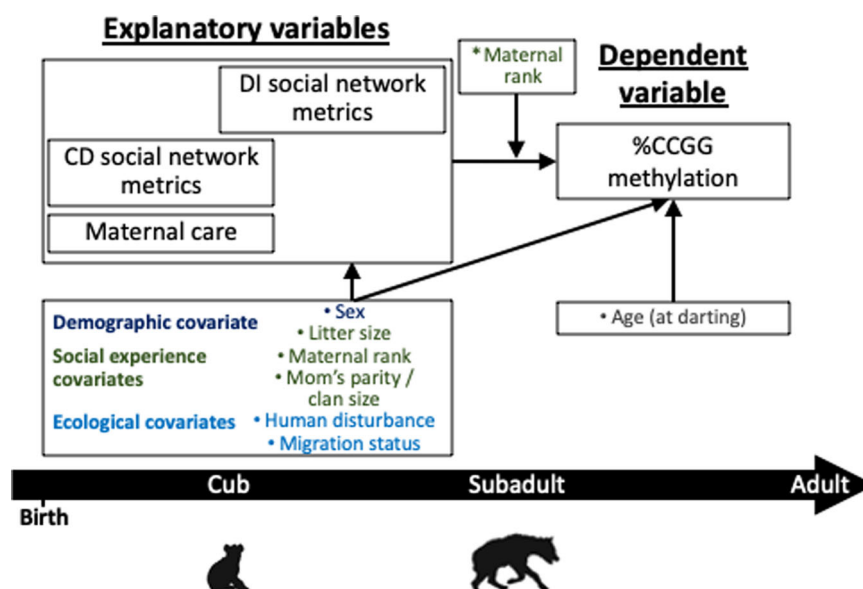 Explanatory variables
DI social network
metrics
CD social network
metrics
Maternal care
* Maternal
rank
Dependent
variable
%CCGG
methylation
Demographic covariate
Social experience
covariates
Ecological covariates
• Sex
• Litter size
• Maternal rank
• Mom's parity /
clan size
• Human disturbance
• Migration status
• Age (at darting)
Cub
Subadult
Adult
Birth